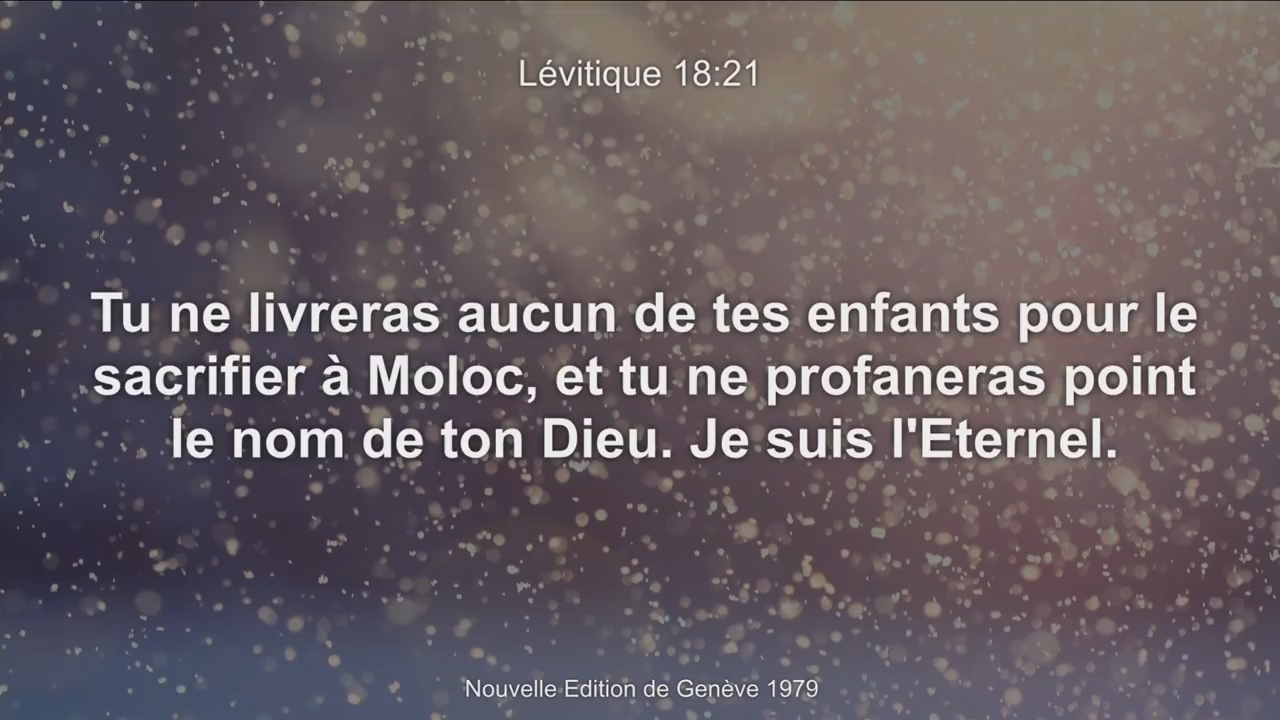 Lévitique 18:21
Tu ne livreras aucun de tes enfants pour le
sacrifier à Moloc, et tu ne profaneras point
le nom de ton Dieu. Je suis l'Eternel.
Nouvelle Edition de Genève 1979